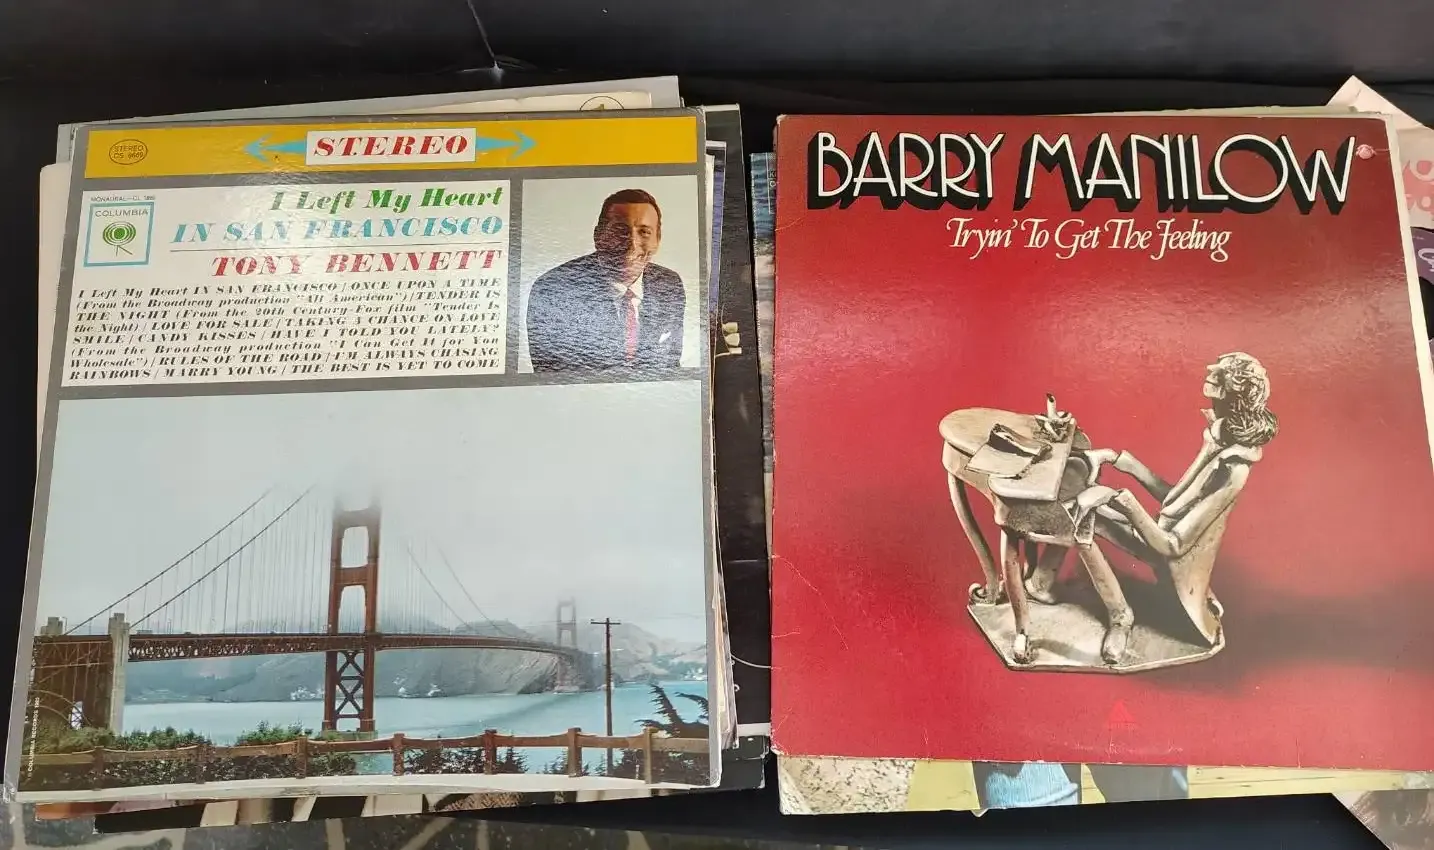 STEREO
CS 8669
STEREO
MONAURAL—CL 1869
COLUMBIA
I Left My Heart
IN SAN FRANCISCO
TONY BENNETT
I Left My Heart IN SAN FRANCISCO / ONCE UPON A TIME
(From the Broadway production "All American") / TENDER IS
THE NIGHT (From the 20th Century-Fox film "Tender Is
the Night) / LOVE FOR SALE / TAKING A CHANCE ON LOVE
SMILE / CANDY KISSES / HAVE I TOLD YOU LATELY?
(From the Broadway production "I Can Get It for You
Wholesale") / RULES OF THE ROAD / I'M ALWAYS CHASING
RAINBOWS / MARRY YOUNG / THE BEST IS YET TO COME
BARRY MANILOW
Tryin' To Get The Feeling